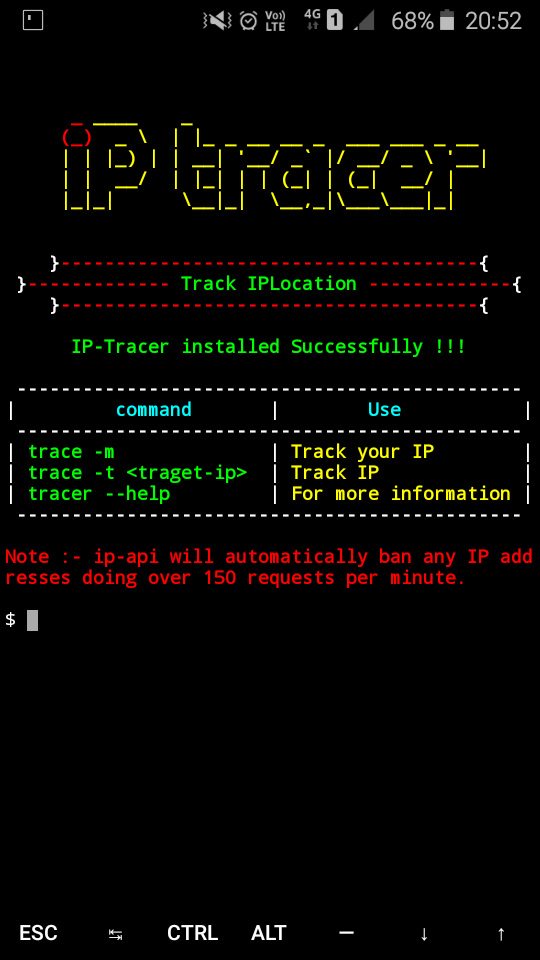 Vo))
LTE
4G
1
68%
20:52
iP tracer
}--------------------------------------{
}------------- Track IPLocation -------------{
}--------------------------------------{
IP-Tracer installed Successfully !!!
----------------------------------------------
| command | Use |
----------------------------------------------
| trace -m | Track your IP |
| trace -t <traget-ip> | Track IP |
| tracer --help | For more information |
----------------------------------------------
Note :- ip-api will automatically ban any IP add
resses doing over 150 requests per minute.
$
ESC ↹ CTRL ALT — ↓ ↑